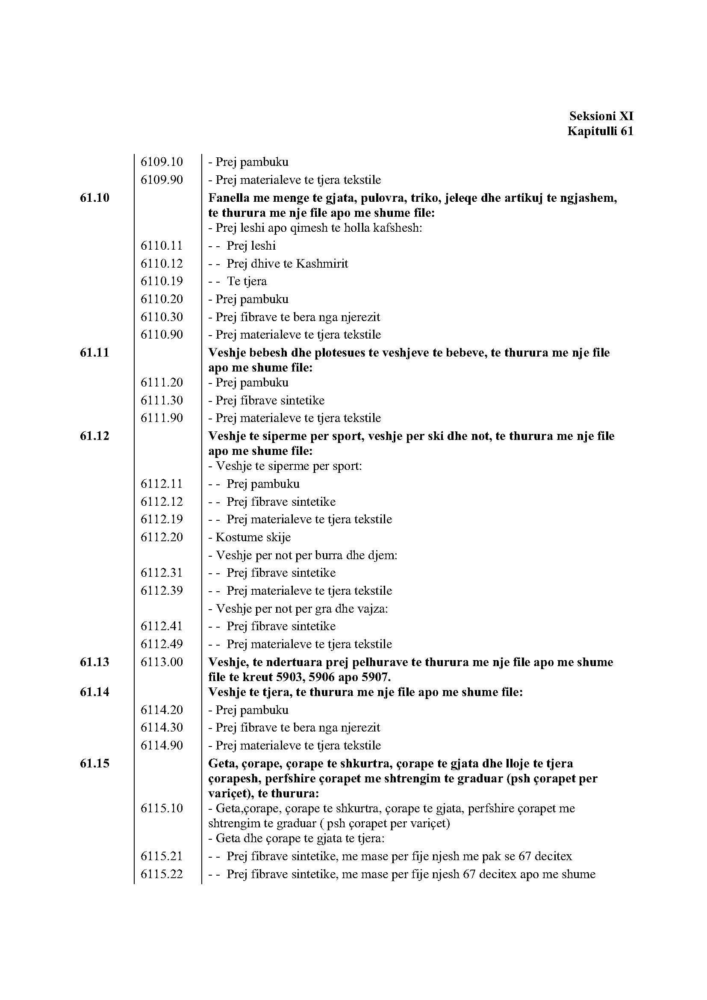 Seksioni XI
Kapitulli 61
6109.10 - Prej pambuku
6109.90 - Prej materialeve te tjera tekstile
61.10 Fanella me menge te gjata, pulovra, triko, jeleqe dhe artikuj te ngjashem,
te thurura me nje file apo me shume file:
- Prej leshi apo qimesh te holla kafshesh:
6110.11 - - Prej leshi
6110.12 - - Prej dhive te Kashmirit
6110.19 - - Te tjera
6110.20 - Prej pambuku
6110.30 - Prej fibrave te bera nga njerezit
6110.90 - Prej materialeve te tjera tekstile
61.11 Veshje bebesh dhe plotesues te veshjeve te bebeve, te thurura me nje file
apo me shume file:
6111.20 - Prej pambuku
6111.30 - Prej fibrave sintetike
6111.90 - Prej materialeve te tjera tekstile
61.12 Veshje te siperme per sport, veshje per ski dhe not, te thurura me nje file
apo me shume file:
- Veshje te siperme per sport:
6112.11 - - Prej pambuku
6112.12 - - Prej fibrave sintetike
6112.19 - - Prej materialeve te tjera tekstile
6112.20 - Kostume skije
- Veshje per not per burra dhe djem:
6112.31 - - Prej fibrave sintetike
6112.39 - - Prej materialeve te tjera tekstile
- Veshje per not per gra dhe vajza:
6112.41 - - Prej fibrave sintetike
6112.49 - - Prej materialeve te tjera tekstile
61.13 6113.00 Veshje, te ndertuara prej pelhurave te thurura me nje file apo me shume
file te kreut 5903, 5906 apo 5907.
61.14 Veshje te tjera, te thurura me nje file apo me shume file:
6114.20 - Prej pambuku
6114.30 - Prej fibrave te bera nga njerezit
6114.90 - Prej materialeve te tjera tekstile
61.15 Geta, çorape, çorape te shkurtra, çorape te gjata dhe lloje te tjera
çorapesh, perfshire çorapet me shtrengim te graduar (psh çorapet per
variçet), te thurura:
6115.10 - Geta,çorape, çorape te shkurtra, çorape te gjata, perfshire çorapet me
shtrengim te graduar ( psh çorapet per variçet)
- Geta dhe çorape te gjata te tjera:
6115.21 - - Prej fibrave sintetike, me mase per fije njesh me pak se 67 decitex
6115.22 - - Prej fibrave sintetike, me mase per fije njesh 67 decitex apo me shume